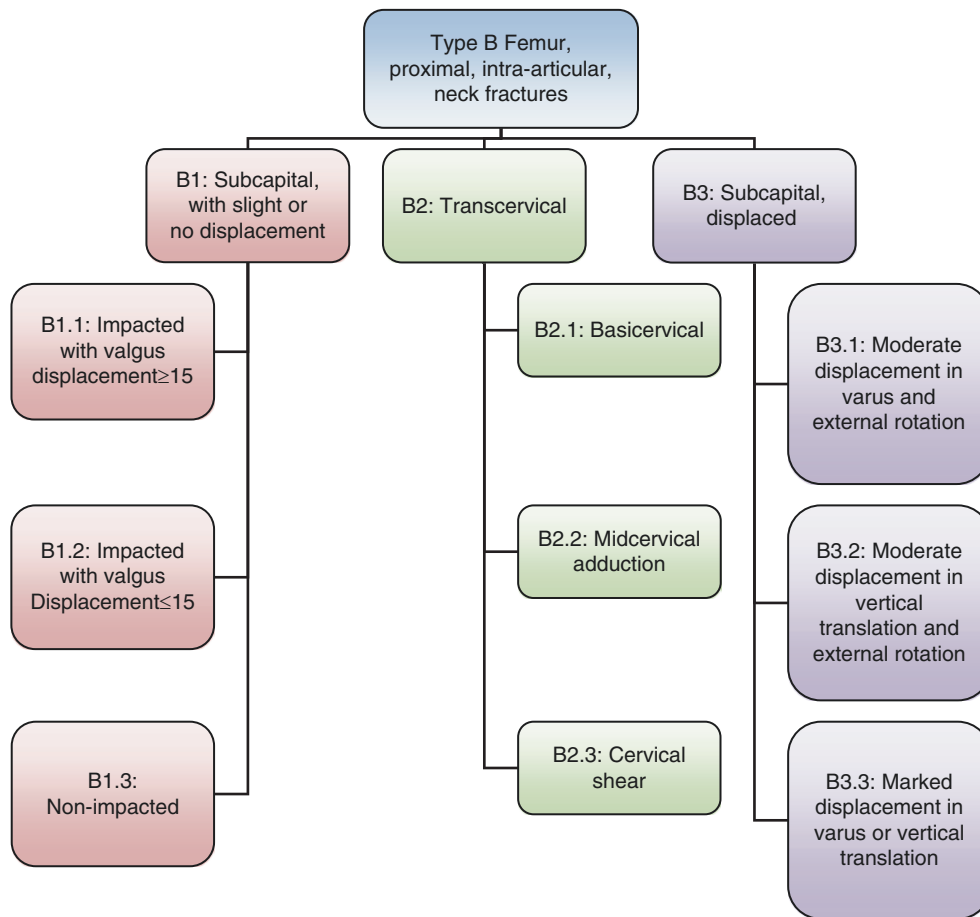 Type B Femur,
proximal, intra-articular,
neck fractures
B1: Subcapital,
with slight or
no displacement
B2: Transcervical
B3: Subcapital,
displaced
B1.1: Impacted
with valgus
displacement≥15
B2.1: Basicervical
B3.1: Moderate
displacement in
varus and
external rotation
B1.2: Impacted
with valgus
Displacement≤15
B2.2: Midcervical
adduction
B3.2: Moderate
displacement in
vertical
translation and
external rotation
B1.3:
Non-impacted
B2.3: Cervical
shear
B3.3: Marked
displacement in
varus or vertical
translation